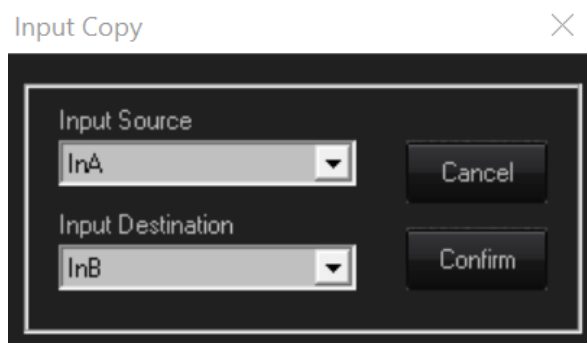 Input Copy
Input Source
InA
Cancel
Input Destination
InB
Confirm